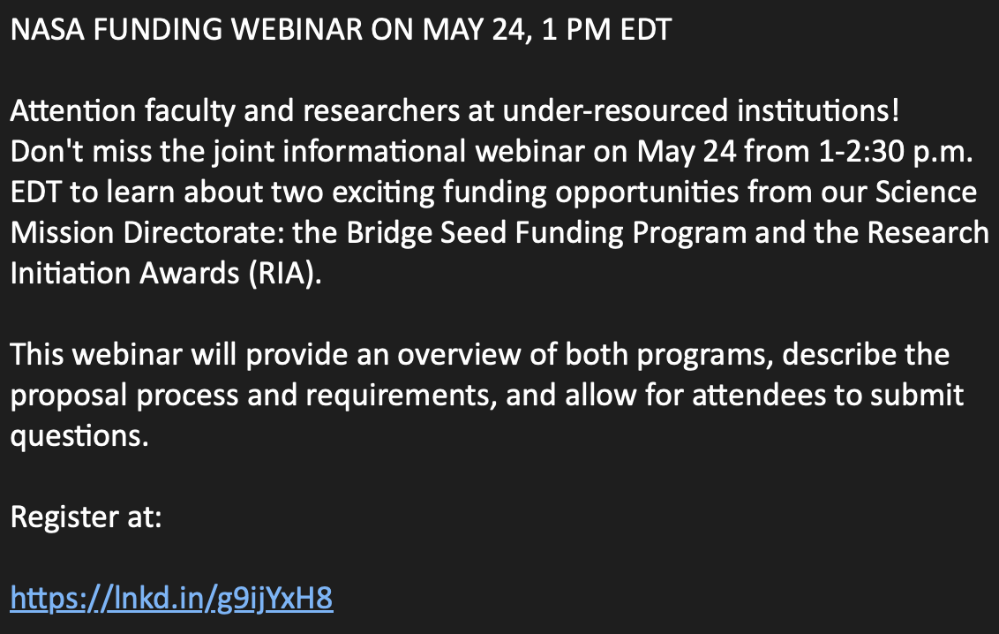 NASA FUNDING WEBINAR ON MAY 24, 1 PM EDT
Attention faculty and researchers at under-resourced institutions!
Don't miss the joint informational webinar on May 24 from 1-2:30 p.m.
EDT to learn about two exciting funding opportunities from our Science
Mission Directorate: the Bridge Seed Funding Program and the Research
Initiation Awards (RIA).
This webinar will provide an overview of both programs, describe the
proposal process and requirements, and allow for attendees to submit
questions.
Register at:
https://lnkd.in/g9ijYxH8